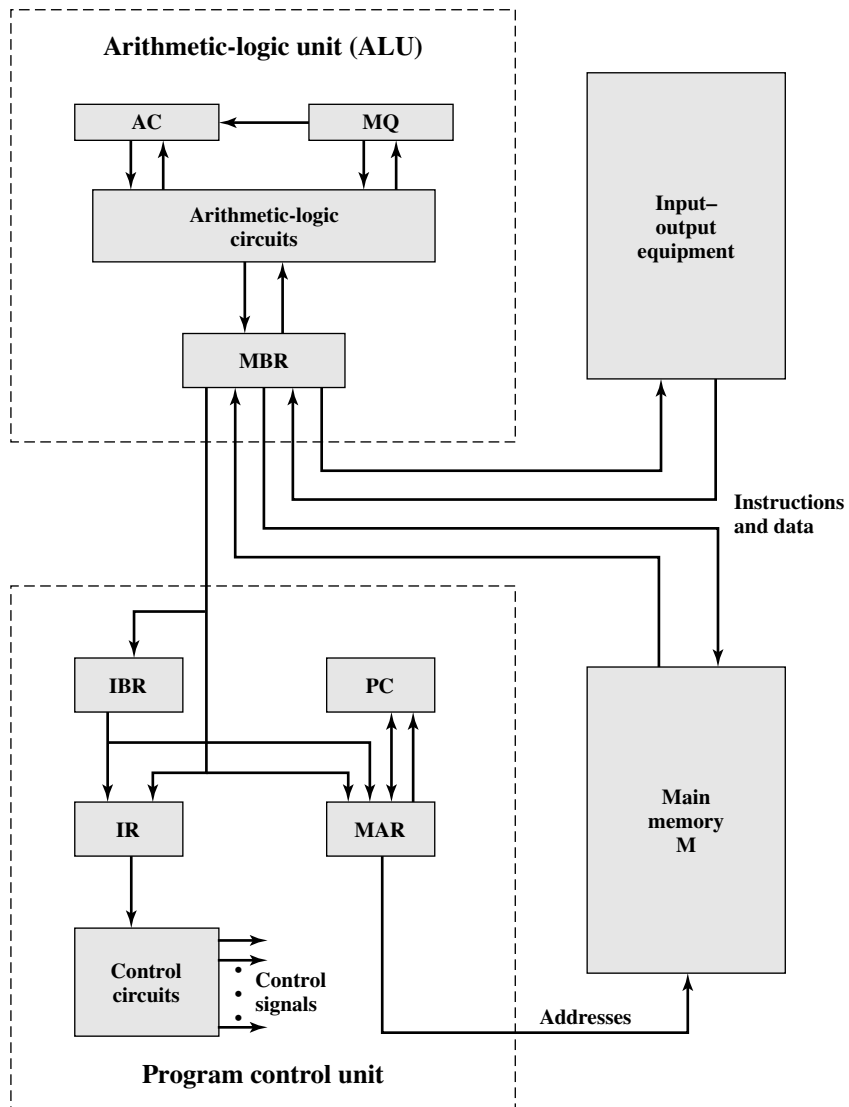 Arithmetic-logic unit (ALU)
AC
MQ
Arithmetic-logic
circuits
Input–
output
equipment
MBR
Instructions
and data
IBR
PC
IR
MAR
Main
memory
M
Control
circuits
Control
signals
Addresses
Program control unit